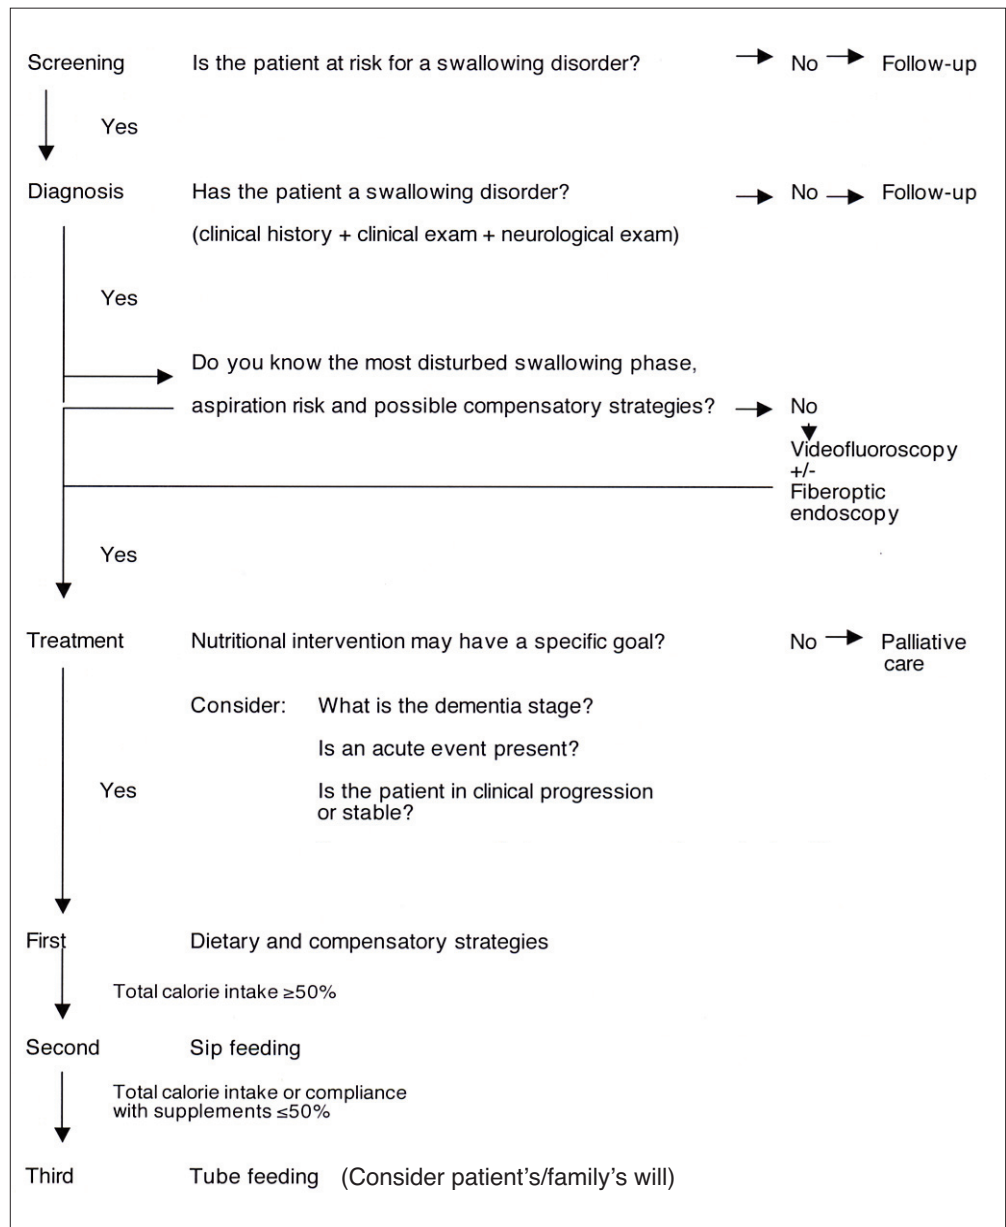 Screening Is the patient at risk for a swallowing disorder? No Follow-up
Yes
Diagnosis Has the patient a swallowing disorder? No Follow-up
(clinical history + clinical exam + neurological exam)
Yes
Do you know the most disturbed swallowing phase,
aspiration risk and possible compensatory strategies? No
Videofluoroscopy
+/-
Fiberoptic
endoscopy
Yes
Treatment Nutritional intervention may have a specific goal? No Palliative
care
Consider: What is the dementia stage?
Is an acute event present?
Yes Is the patient in clinical progression
or stable?
First Dietary and compensatory strategies
Total calorie intake ≥50%
Second Sip feeding
Total calorie intake or compliance
with supplements ≤50%
Third Tube feeding (Consider patient's/family's will)